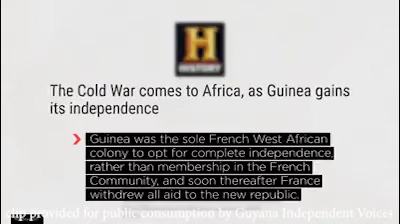 H
HISTORY
The Cold War comes to Africa, as Guinea gains
its independence
Guinea was the sole French West African
colony to opt for complete independence,
rather than membership in the French
Community, and soon thereafter France
withdrew all aid to the new republic.
clip provided for public consumption by Guyana Independent Voices